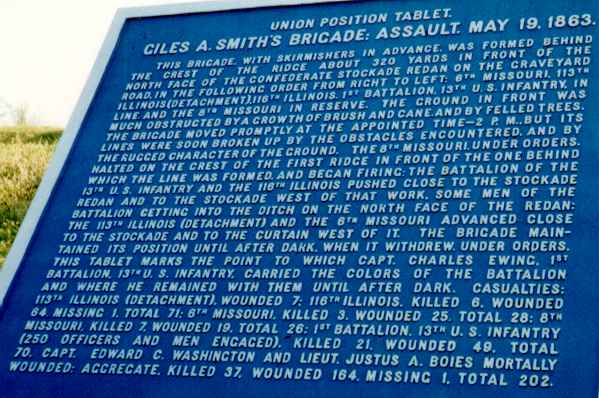 UNION POSITION TABLET.
GILES A. SMITH'S BRIGADE: ASSAULT, MAY 19, 1863.
THIS BRIGADE, WITH SKIRMISHERS IN ADVANCE, WAS FORMED BEHIND
THE CREST OF THE RIDGE ABOUT 320 YARDS IN FRONT OF THE
NORTH FACE OF THE CONFEDERATE STOCKADE REDAN ON THE GRAVEYARD
ROAD, IN THE FOLLOWING ORDER FROM RIGHT TO LEFT: 6TH MISSOURI, 113TH
ILLINOIS (DETACHMENT), 116TH ILLINOIS, 1ST BATTALION, 13TH U.S. INFANTRY, IN
LINE, AND THE 8TH MISSOURI IN RESERVE. THE GROUND IN FRONT WAS
MUCH OBSTRUCTED BY A GROWTH OF BRUSH AND CANE, AND BY FELLED TREES.
THE BRIGADE MOVED PROMPTLY AT THE APPOINTED TIME—2 P.M., BUT ITS
LINES WERE SOON BROKEN UP BY THE OBSTACLES ENCOUNTERED, AND BY
THE RUGGED CHARACTER OF THE GROUND. THE 8TH MISSOURI, UNDER ORDERS,
HALTED ON THE CREST OF THE FIRST RIDGE IN FRONT OF THE ONE BEHIND
WHICH THE LINE WAS FORMED, AND BEGAN FIRING; THE BATTALION OF THE
13TH U.S. INFANTRY AND THE 116TH ILLINOIS PUSHED CLOSE TO THE STOCKADE
REDAN AND TO THE STOCKADE WEST OF THAT WORK, SOME MEN OF THE
BATTALION GETTING INTO THE DITCH ON THE NORTH FACE OF THE REDAN;
THE 113TH ILLINOIS (DETACHMENT) AND THE 6TH MISSOURI ADVANCED CLOSE
TO THE STOCKADE AND TO THE CURTAIN WEST OF IT. THE BRIGADE MAIN-
TAINED ITS POSITION UNTIL AFTER DARK, WHEN IT WITHDREW, UNDER ORDERS.
THIS TABLET MARKS THE POINT TO WHICH CAPT. CHARLES EWING, 1ST
BATTALION, 13TH U.S. INFANTRY, CARRIED THE COLORS OF THE BATTALION
AND WHERE HE REMAINED WITH THEM UNTIL AFTER DARK. CASUALTIES:
113TH ILLINOIS (DETACHMENT), WOUNDED 7; 116TH ILLINOIS, KILLED 6, WOUNDED
64, MISSING 1, TOTAL 71; 6TH MISSOURI, KILLED 3, WOUNDED 25, TOTAL 28; 8TH
MISSOURI, KILLED 7, WOUNDED 19, TOTAL 26; 1ST BATTALION, 13TH U.S. INFANTRY
(250 OFFICERS AND MEN ENGAGED), KILLED 21, WOUNDED 49, TOTAL
70, CAPT. EDWARD C. WASHINGTON AND LIEUT. JUSTUS A. BOIES MORTALLY
WOUNDED; AGGREGATE, KILLED 37, WOUNDED 164, MISSING 1, TOTAL 202.